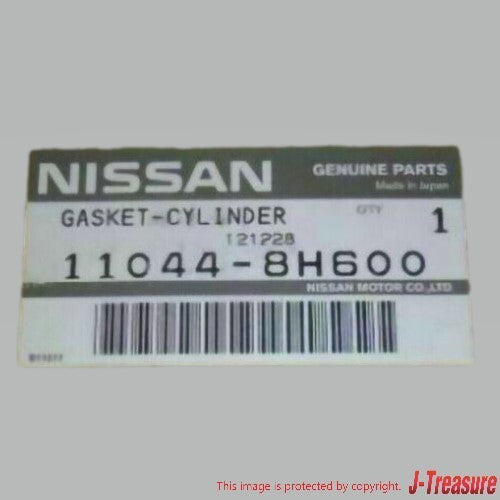 NISSAN
GENUINE PARTS
Made in Japan
GASKET-CYLINDER
QTY
1
121228
11044-8H600
NISSAN MOTOR CO.,LTD
This image is protected by copyright.
J-Treasure